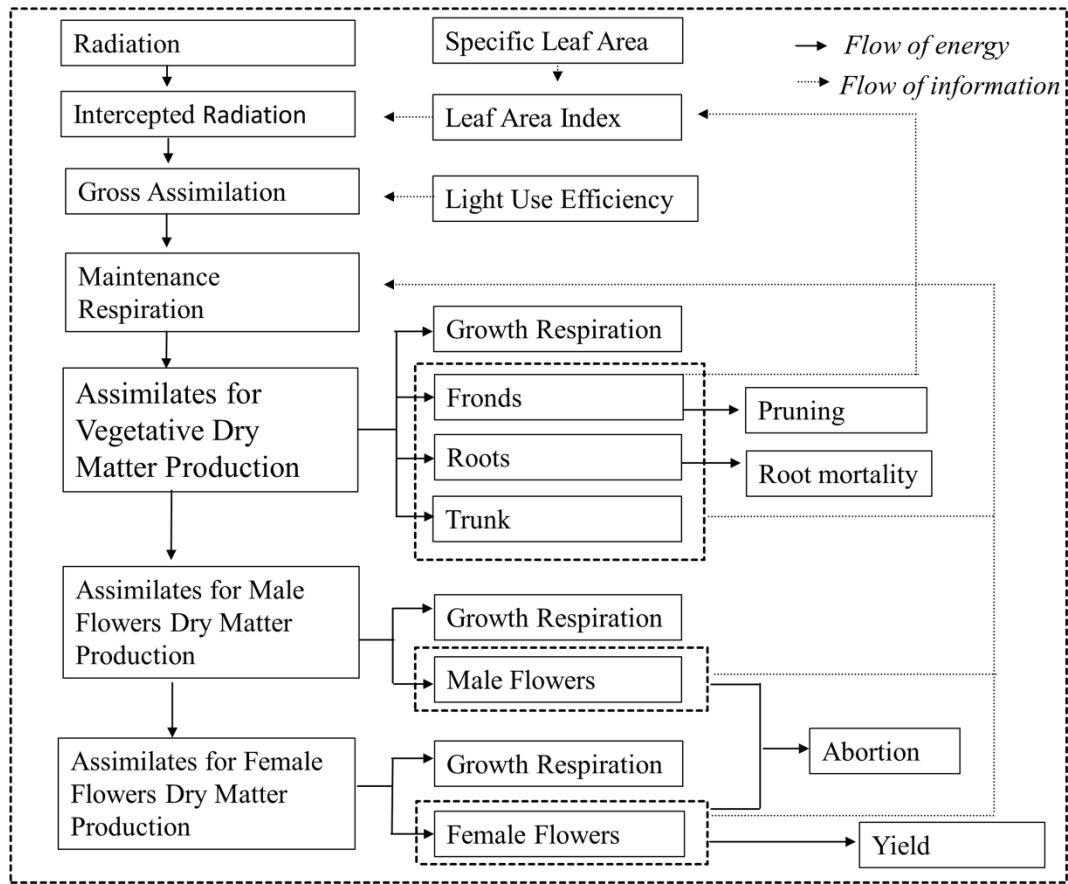 Radiation
Specific Leaf Area
Flow of energy
Flow of information
Intercepted Radiation
Leaf Area Index
Gross Assimilation
Light Use Efficiency
Maintenance
Respiration
Growth Respiration
Assimilates for
Vegetative Dry
Matter Production
Fronds
Pruning
Roots
Root mortality
Trunk
Assimilates for Male
Flowers Dry Matter
Production
Growth Respiration
Male Flowers
Abortion
Assimilates for Female
Flowers Dry Matter
Production
Growth Respiration
Female Flowers
Yield